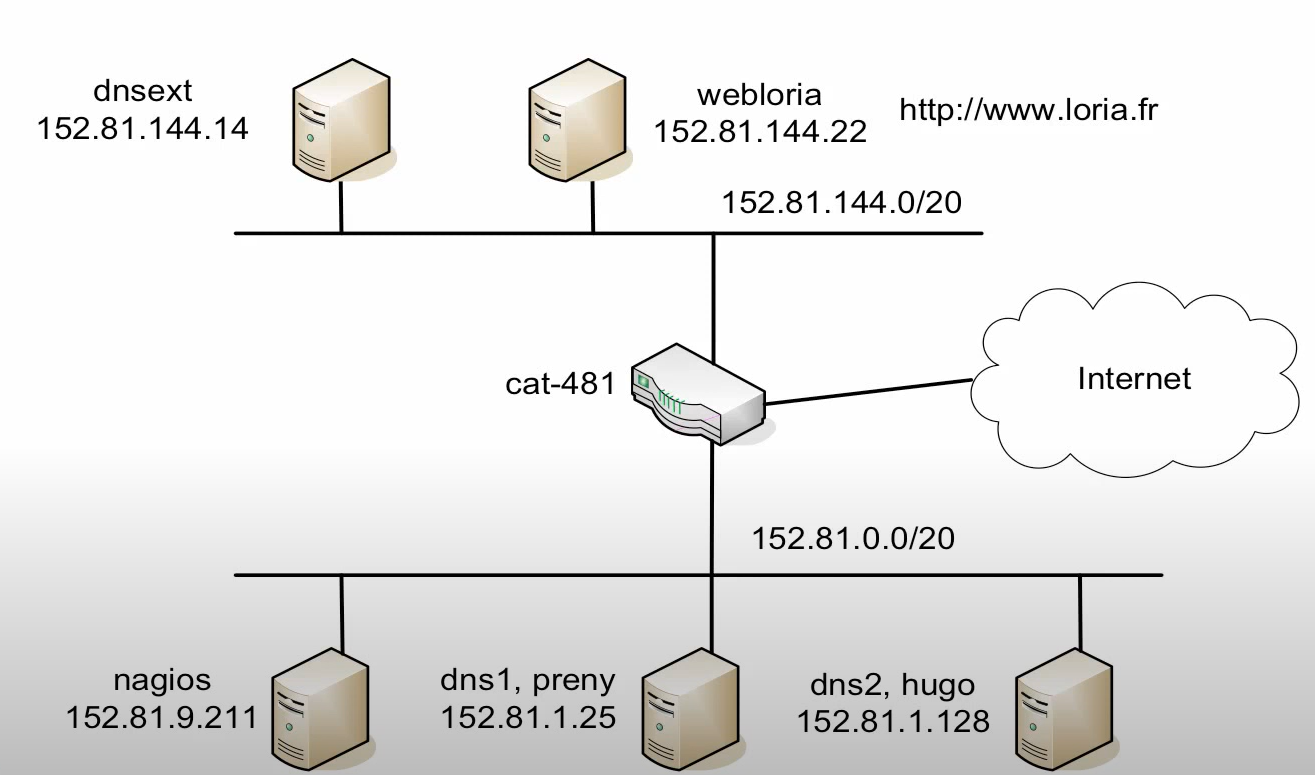 dnsext
152.81.144.14
webloria
152.81.144.22
http://www.loria.fr
152.81.144.0/20
cat-481
Internet
152.81.0.0/20
nagios
152.81.9.211
dns1, preny
152.81.1.25
dns2, hugo
152.81.1.128